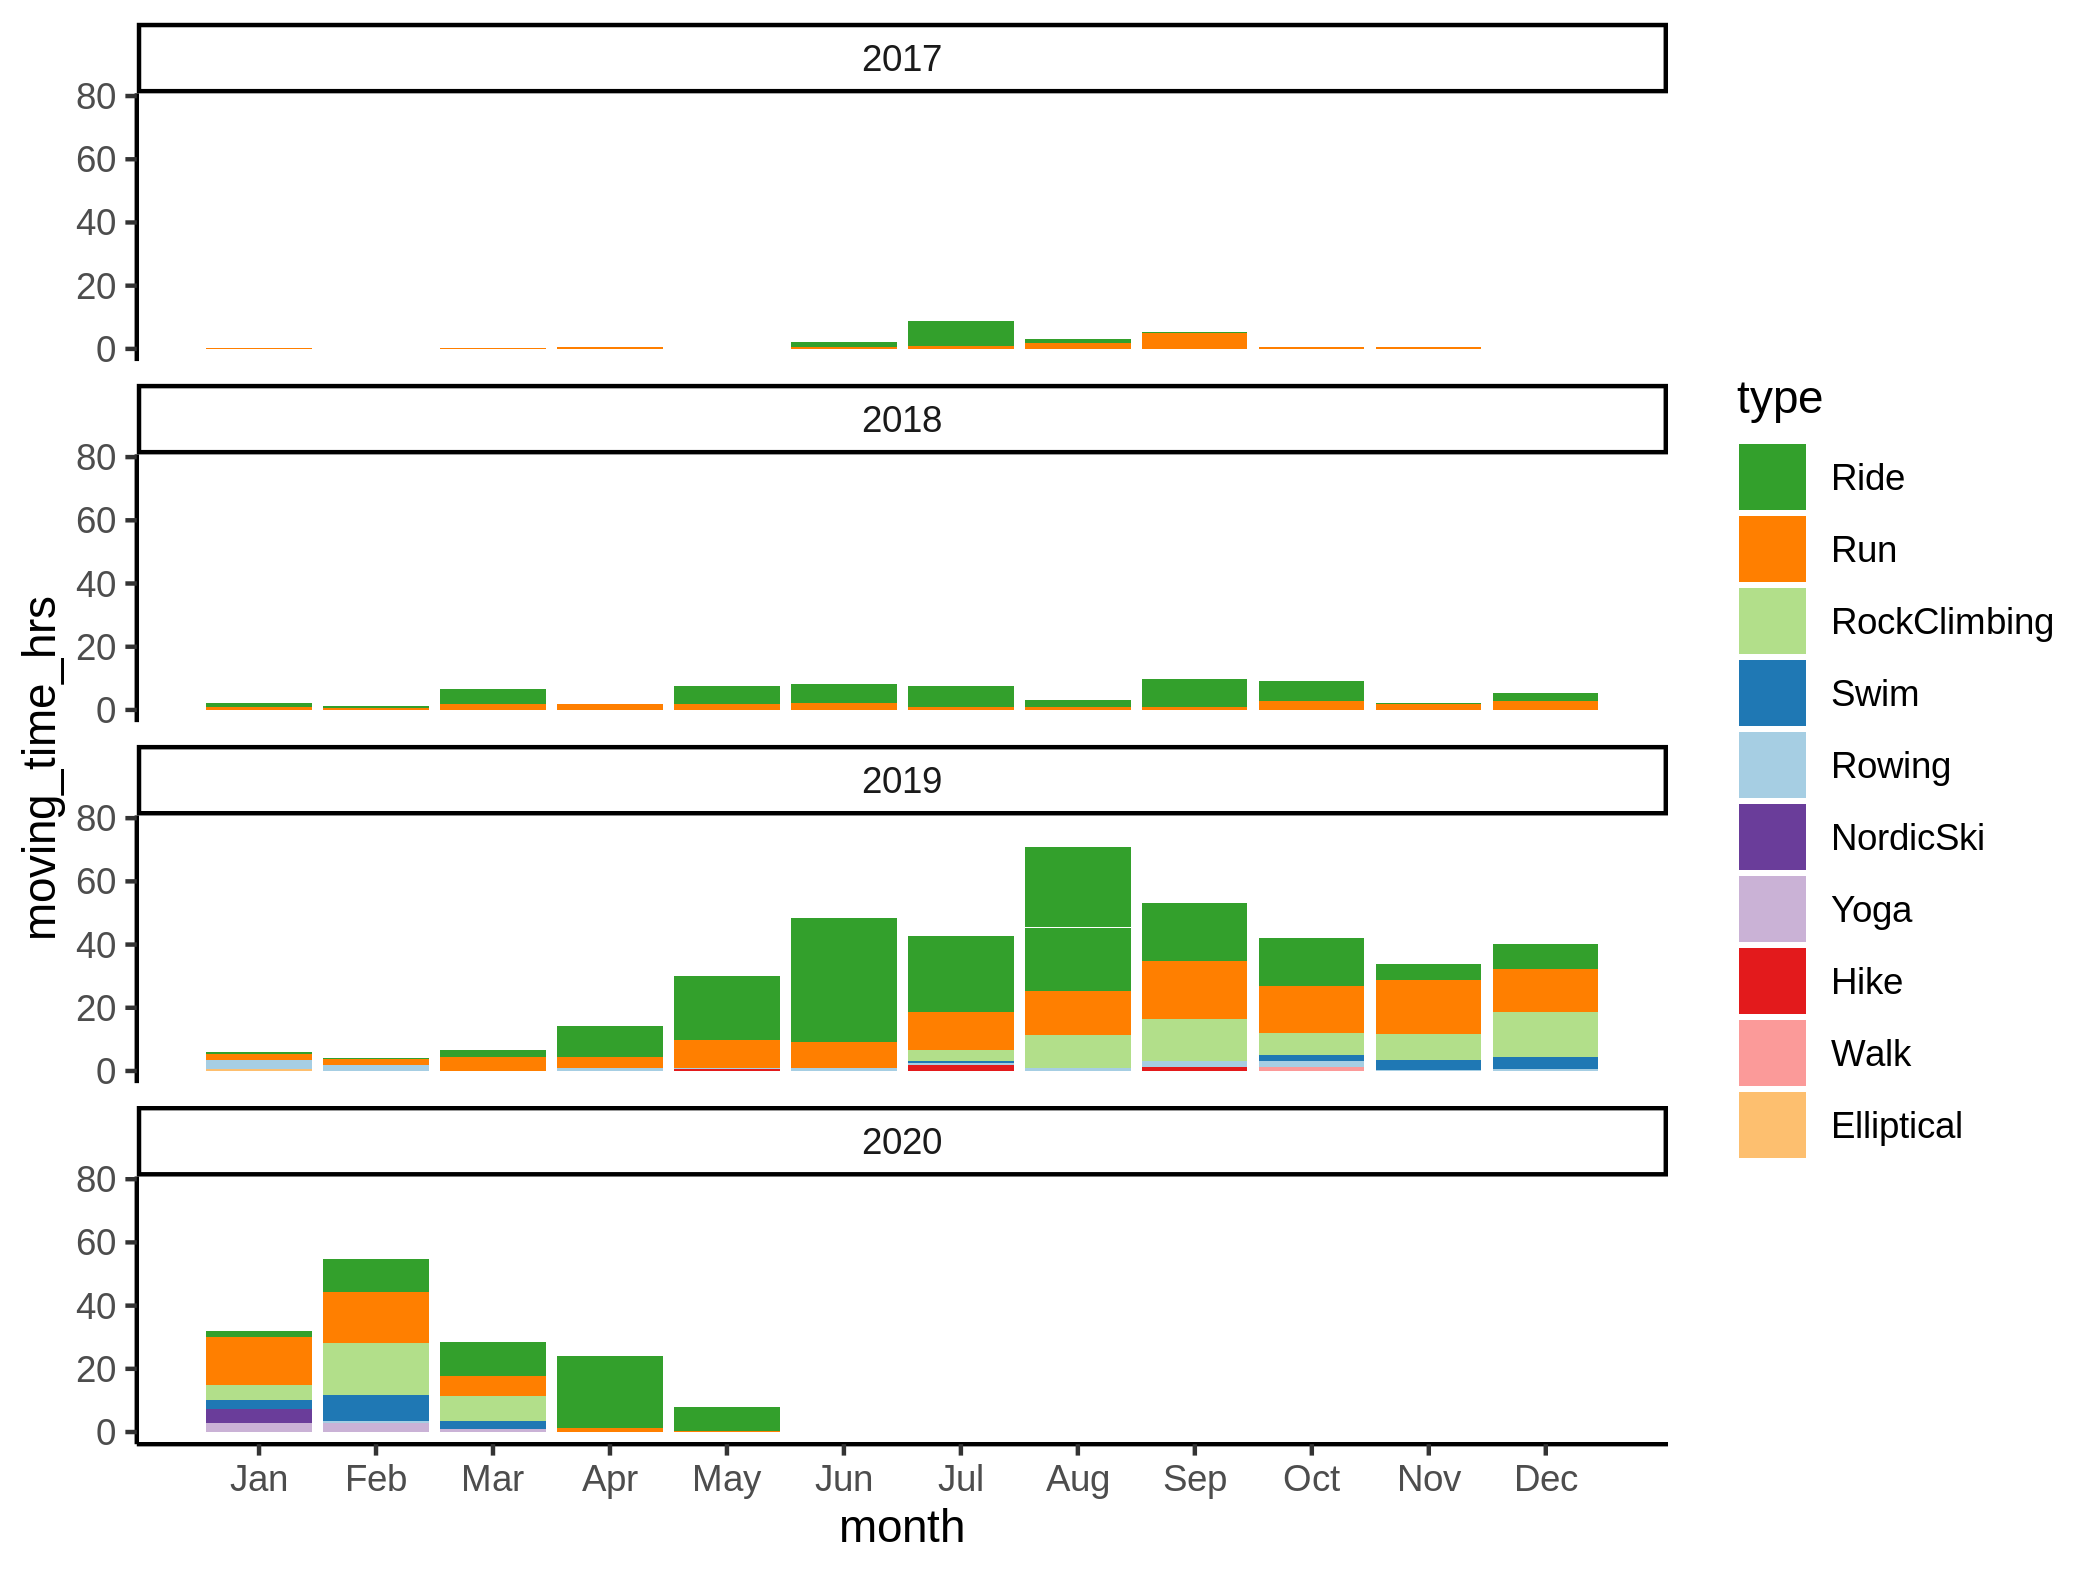 2017
80
60
40
20
0
2018
80
60
40
20
0
2019
80
60
40
20
0
2020
80
60
40
20
0
Jan Feb Mar Apr May Jun Jul Aug Sep Oct Nov Dec
month
moving_time_hrs
type
Ride
Run
RockClimbing
Swim
Rowing
NordicSki
Yoga
Hike
Walk
Elliptical